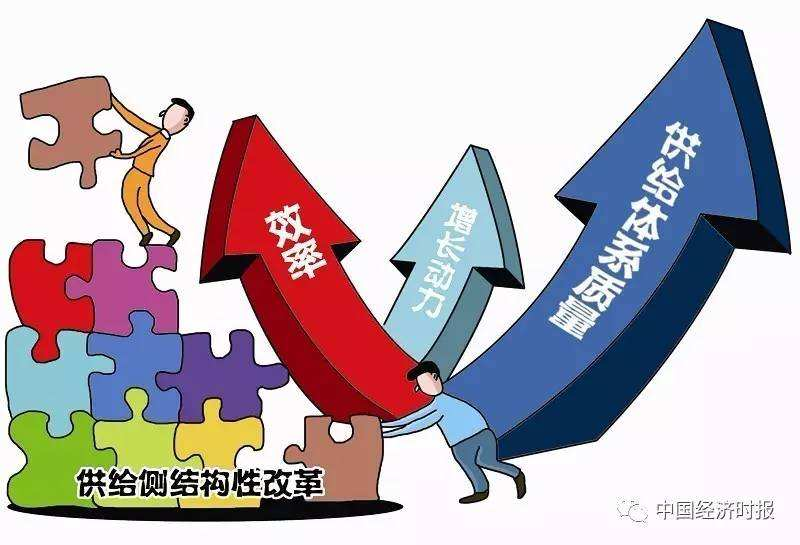 效率
增长动力
供给体系质量
供给侧结构性改革
中国经济时报